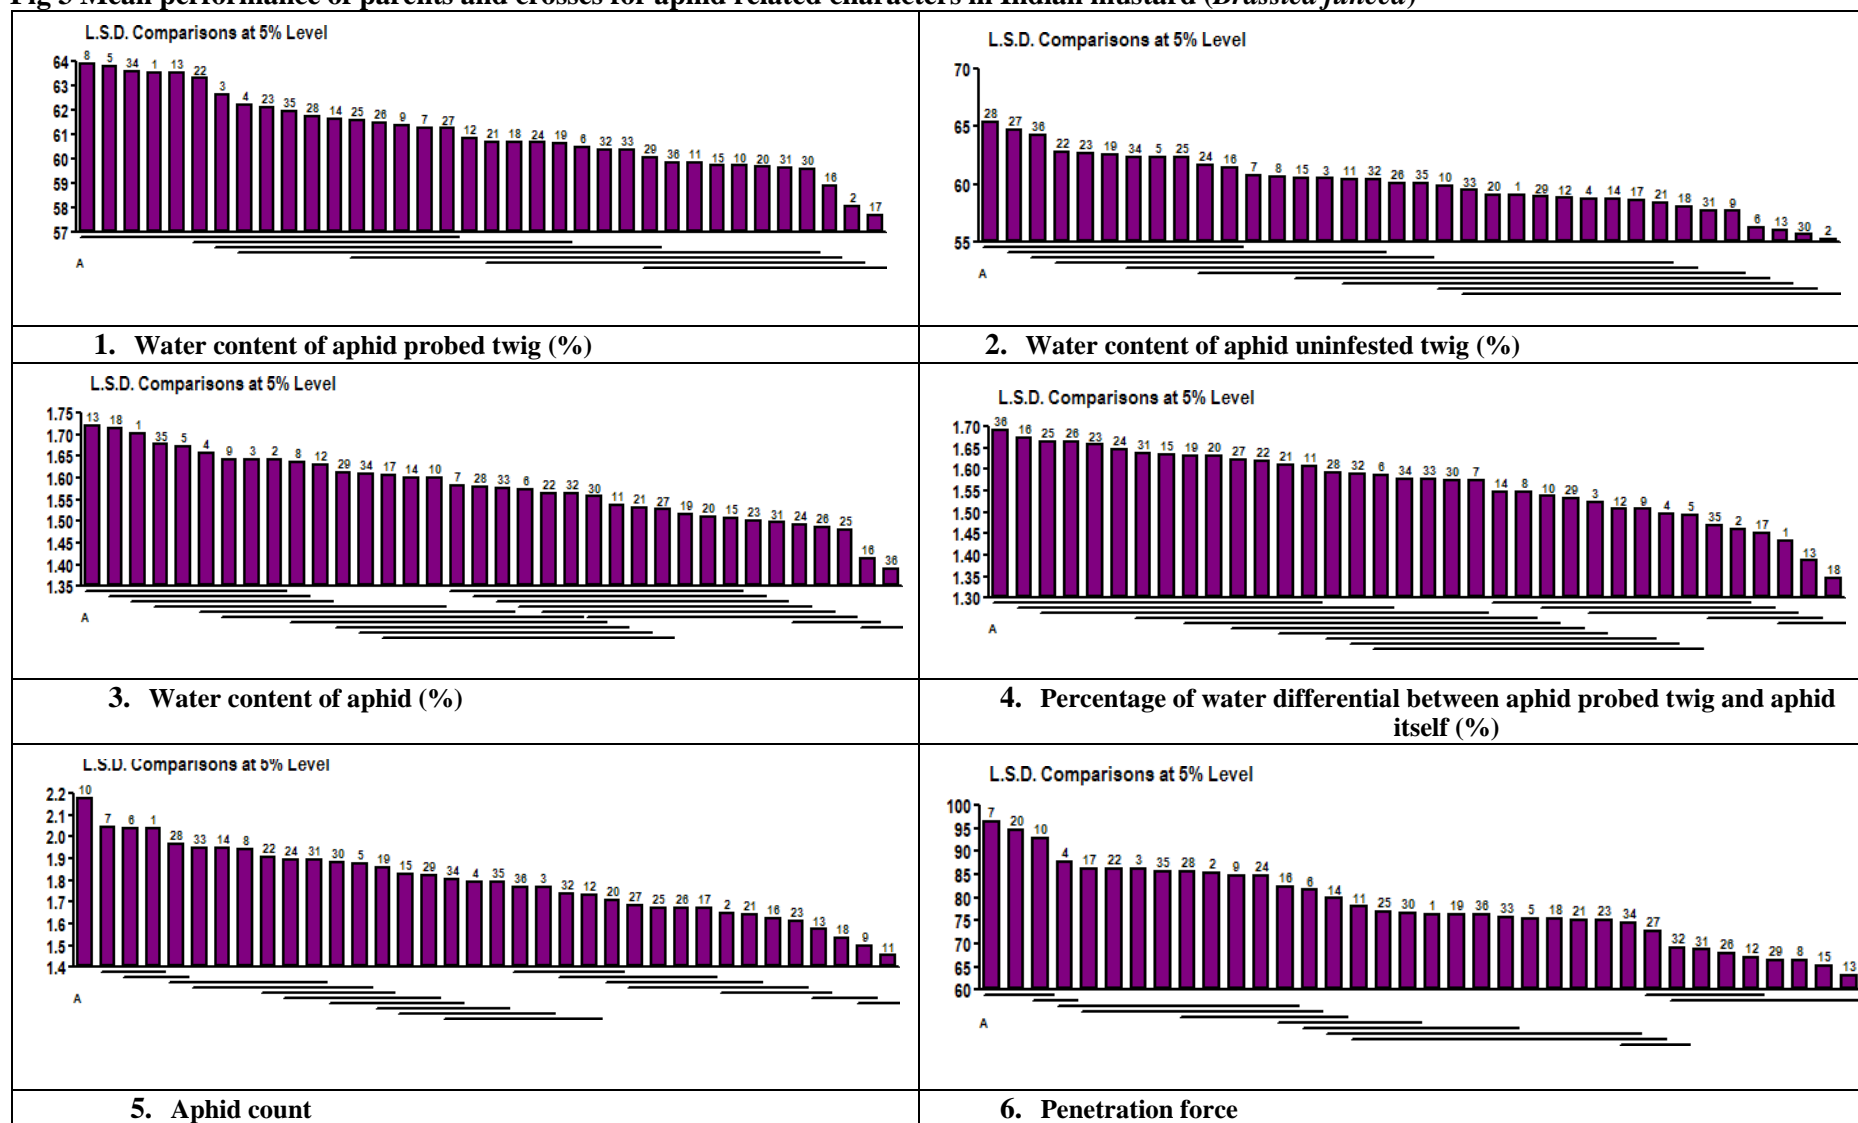 Fig 3 Mean performance of parents and crosses for aphid related characters in Indian mustard (Brassica juncea)
L.S.D. Comparisons at 5% Level
64
63
62
61
60
59
58
57
8 5 34 1 13 22 3 4 23 35 28 14 25 26 9 7 27 12 21 18 24 19 6 32 33 29 36 11 15 10 20 31 30 16 2 17
A
L.S.D. Comparisons at 5% Level
70
65
60
55
28 27 36 22 23 19 34 5 25 24 16 7 8 15 3 11 32 26 35 10 33 20 1 29 12 4 14 17 21 18 31 9 6 13 30 2
A
1. Water content of aphid probed twig (%)
2. Water content of aphid uninfested twig (%)
L.S.D. Comparisons at 5% Level
1.75
1.70
1.65
1.60
1.55
1.50
1.45
1.40
1.35
13 18 1 35 5 4 9 3 2 8 12 29 34 17 14 10 7 28 33 6 22 32 30 11 21 27 19 20 15 23 31 24 26 25 16 36
A
L.S.D. Comparisons at 5% Level
1.70
1.65
1.60
1.55
1.50
1.45
1.40
1.35
1.30
36 16 25 26 23 24 31 15 19 20 27 22 21 11 28 32 6 34 33 30 7 14 8 10 29 3 12 9 4 5 35 2 17 1 13 18
A
3. Water content of aphid (%)
4. Percentage of water differential between aphid probed twig and aphid
itself (%)
L.S.D. Comparisons at 5% Level
2.2
2.1
2.0
1.9
1.8
1.7
1.6
1.5
1.4
10 7 6 1 28 33 14 8 22 24 31 30 5 19 15 29 34 4 35 36 3 32 12 20 27 25 26 17 2 21 16 23 13 18 9 11
A
L.S.D. Comparisons at 5% Level
100
95
90
85
80
75
70
65
60
7 20 10 4 17 22 3 35 28 2 9 24 16 6 14 11 25 30 1 19 36 33 5 18 21 23 34 27 32 31 26 12 29 8 15 13
A
5. Aphid count
6. Penetration force